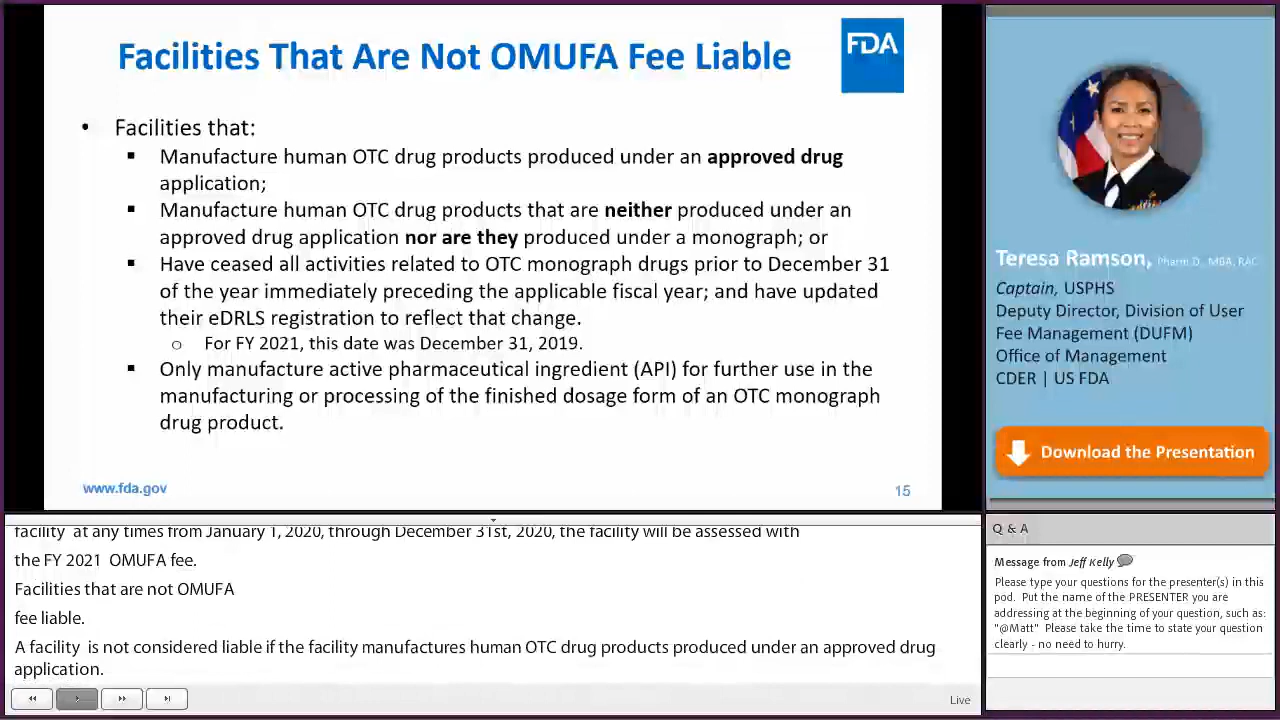 Facilities That Are Not OMUFA Fee Liable
FDA
• Facilities that:
▪ Manufacture human OTC drug products produced under an approved drug
application;
▪ Manufacture human OTC drug products that are neither produced under an
approved drug application nor are they produced under a monograph; or
▪ Have ceased all activities related to OTC monograph drugs prior to December 31
of the year immediately preceding the applicable fiscal year; and have updated
their eDRLS registration to reflect that change.
o For FY 2021, this date was December 31, 2019.
▪ Only manufacture active pharmaceutical ingredient (API) for further use in the
manufacturing or processing of the finished dosage form of an OTC monograph
drug product.
www.fda.gov
15
Teresa Ramson, Pharm D., MBA, RAC
Captain, USPHS
Deputy Director, Division of User
Fee Management (DUFM)
Office of Management
CDER | US FDA
Download the Presentation
facility at any times from January 1, 2020, through December 31st, 2020, the facility will be assessed with
the FY 2021 OMUFA fee.
Facilities that are not OMUFA
fee liable.
A facility is not considered liable if the facility manufactures human OTC drug products produced under an approved drug
application.
Live
Q & A
Message from Jeff Kelly
Please type your questions for the presenter(s) in this
pod. Put the name of the PRESENTER you are
addressing at the beginning of your question, such as:
"@Matt" Please take the time to state your question
clearly - no need to hurry.